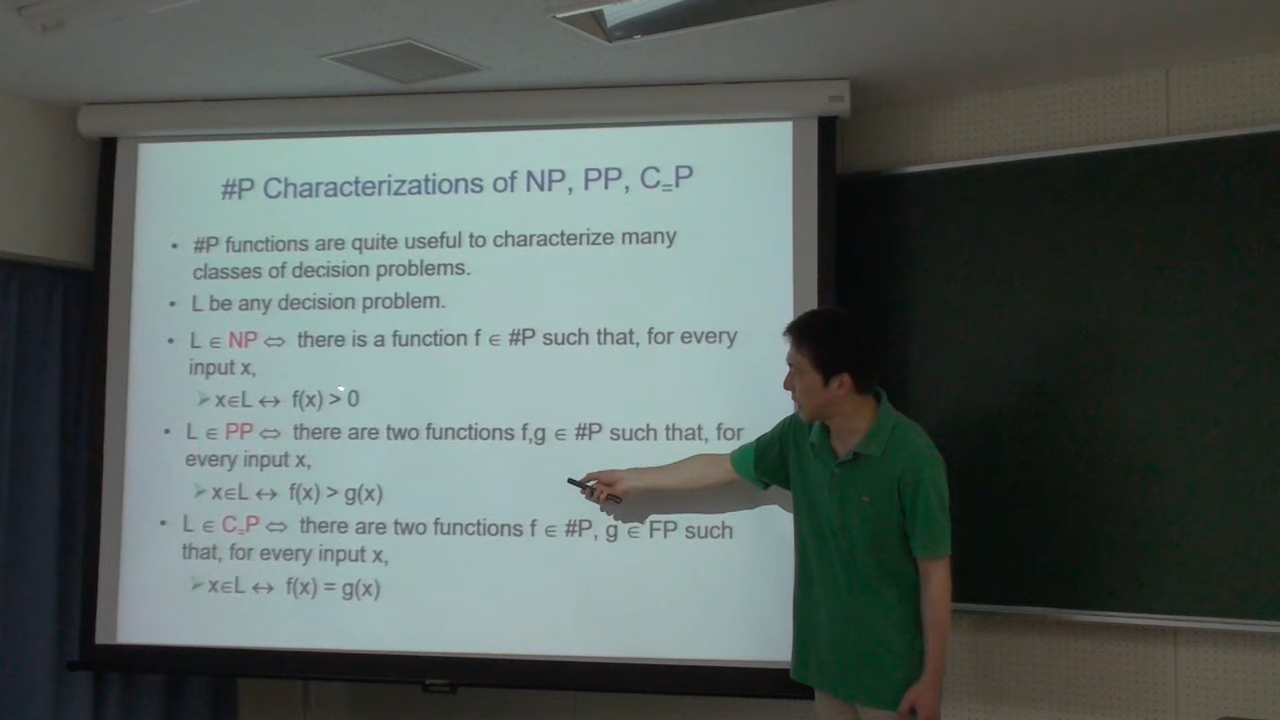 #P Characterizations of NP, PP, C₌P
• #P functions are quite useful to characterize many
classes of decision problems.
• L be any decision problem.
• L ∈ NP ⇔ there is a function f ∈ #P such that, for every
input x,
➢ x∈L ↔ f(x) > 0
• L ∈ PP ⇔ there are two functions f,g ∈ #P such that, for
every input x,
➢ x∈L ↔ f(x) > g(x)
• L ∈ C₌P ⇔ there are two functions f ∈ #P, g ∈ FP such
that, for every input x,
➢ x∈L ↔ f(x) = g(x)